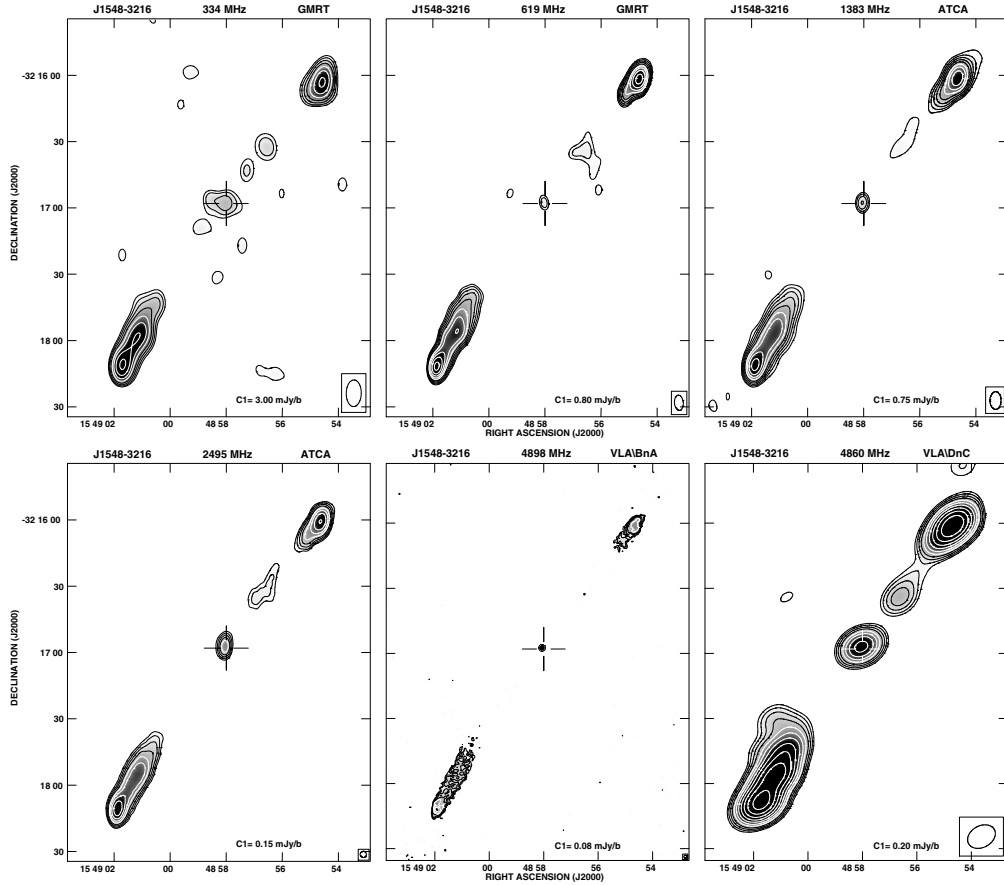 J1548-3216 334 MHz GMRT
J1548-3216 619 MHz GMRT
J1548-3216 1383 MHz ATCA
DECLINATION (J2000)
-32 16 00
30
17 00
30
18 00
30
C1= 3.00 mJy/b
C1= 0.80 mJy/b
C1= 0.75 mJy/b
15 49 02 00 48 58 56 54
15 49 02 00 48 58 56 54
15 49 02 00 48 58 56 54
RIGHT ASCENSION (J2000)
J1548-3216 2495 MHz ATCA
J1548-3216 4898 MHz VLA\BnA
J1548-3216 4860 MHz VLA\DnC
DECLINATION (J2000)
-32 16 00
30
17 00
30
18 00
30
C1= 0.15 mJy/b
C1= 0.08 mJy/b
C1= 0.20 mJy/b
15 49 02 00 48 58 56 54
15 49 02 00 48 58 56 54
15 49 02 00 48 58 56 54
RIGHT ASCENSION (J2000)